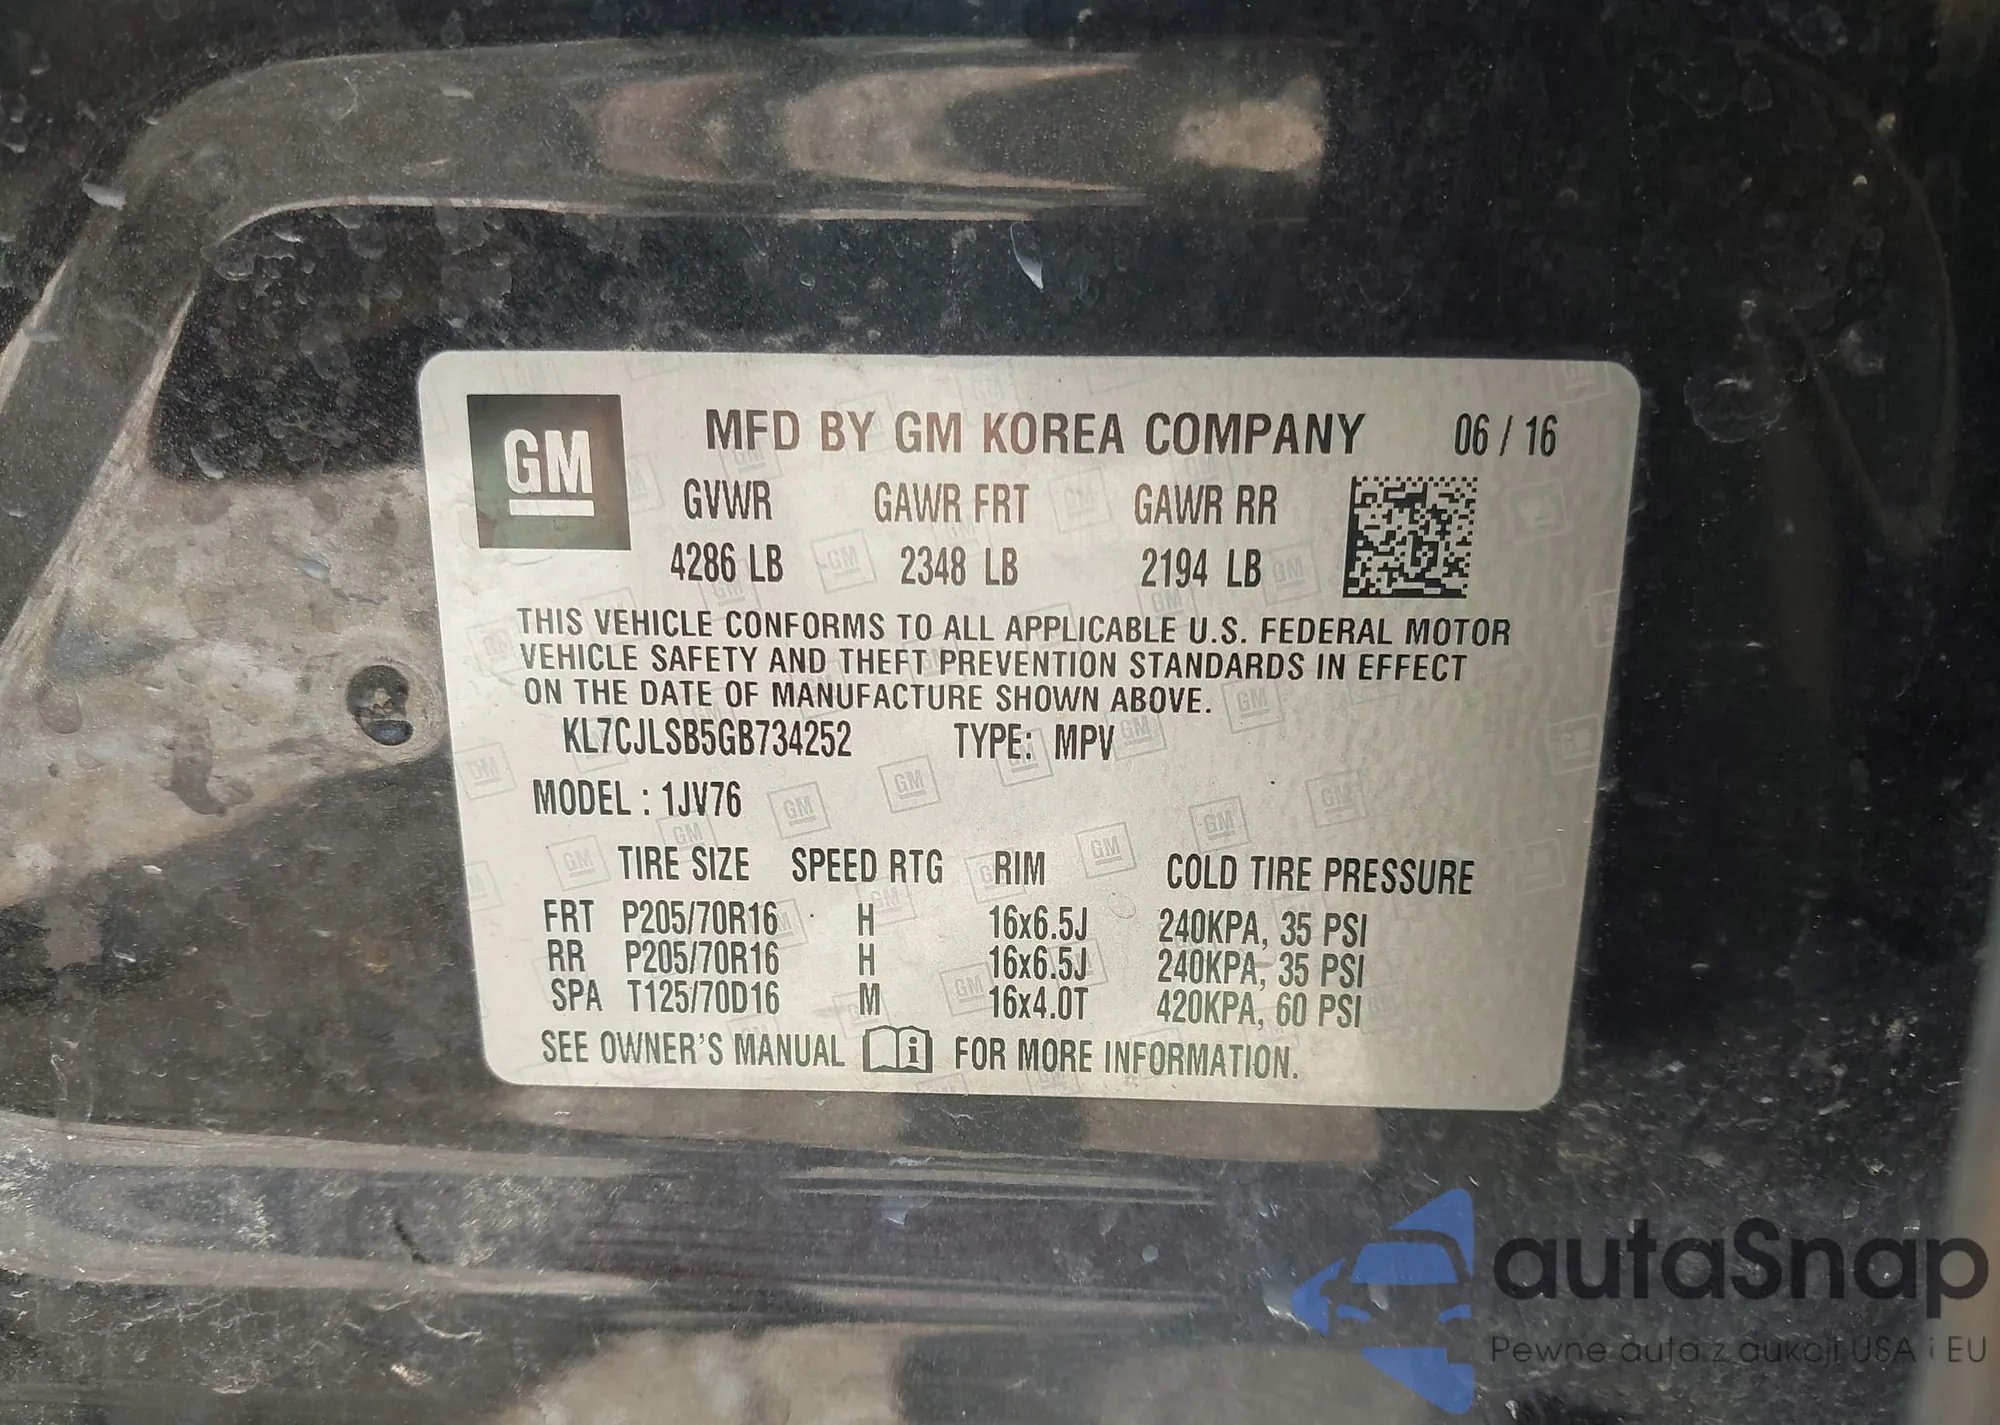 GM
MFD BY GM KOREA COMPANY 06 / 16
GVWR GAWR FRT GAWR RR
4286 LB 2348 LB 2194 LB
THIS VEHICLE CONFORMS TO ALL APPLICABLE U.S. FEDERAL MOTOR
VEHICLE SAFETY AND THEFT PREVENTION STANDARDS IN EFFECT
ON THE DATE OF MANUFACTURE SHOWN ABOVE.
KL7CJLSB5GB734252 TYPE: MPV
MODEL : 1JV76
TIRE SIZE SPEED RTG RIM COLD TIRE PRESSURE
FRT P205/70R16 H 16x6.5J 240KPA, 35 PSI
RR P205/70R16 H 16x6.5J 240KPA, 35 PSI
SPA T125/70D16 M 16x4.0T 420KPA, 60 PSI
SEE OWNER'S MANUAL i FOR MORE INFORMATION.
autaSnap
Pewne auta z aukcji USA i EU